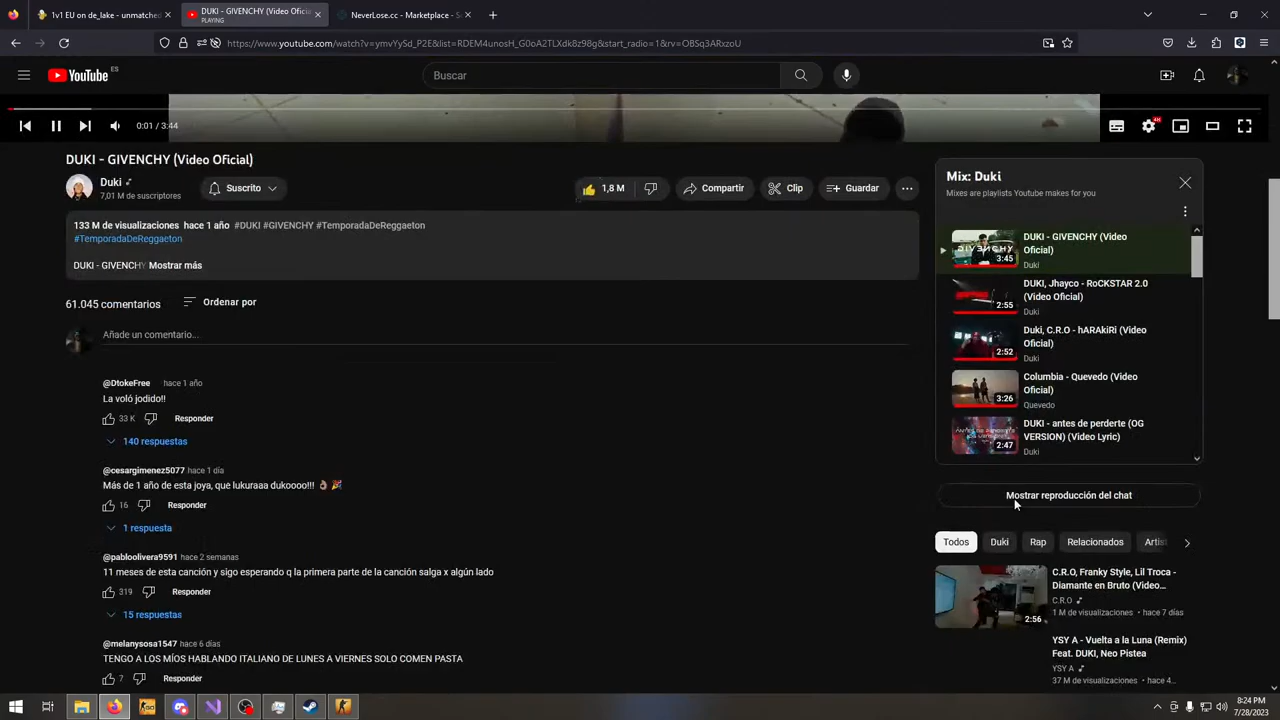 1v1 EU on de_lake - unmatched
DUKI - GIVENCHY (Video Oficial)
PLAYING
NeverLose.cc - Marketplace - Sc
https://www.youtube.com/watch?v=ymvYySd_P2E&list=RDEM4unosH_G0oA2TLXdk8z98g&start_radio=1&rv=OBSq3ARxzoU
YouTube ES
Buscar
0:01 / 3:44
DUKI - GIVENCHY (Video Oficial)
Duki
7,01 M de suscriptores
Suscrito
1,8 M
Compartir
Clip
Guardar
133 M de visualizaciones hace 1 año #DUKI #GIVENCHY #TemporadaDeReggaeton
#TemporadaDeReggaeton
DUKI - GIVENCHY Mostrar más
61.045 comentarios
Ordenar por
Añade un comentario...
@DtokeFree hace 1 año
La voló jodido!!
33 K Responder
140 respuestas
@cesargimenez5077 hace 1 día
Más de 1 año de esta joya, que lukuraaa dukoooo!!! 👌🏽 🎉
16 Responder
1 respuesta
@pabloolivera9591 hace 2 semanas
11 meses de esta canción y sigo esperando q la primera parte de la canción salga x algún lado
319 Responder
15 respuestas
@melanysosa1547 hace 6 días
TENGO A LOS MÍOS HABLANDO ITALIANO DE LUNES A VIERNES SOLO COMEN PASTA
7 Responder
Mix: Duki
Mixes are playlists Youtube makes for you
GIVENCHY
3:45
DUKI - GIVENCHY (Video
Oficial)
Duki
2:55
DUKI, Jhayco - RoCKSTAR 2.0
(Video Oficial)
Duki
2:52
Duki, C.R.O - hARAkiRi (Video
Oficial)
Duki
3:26
Columbia - Quevedo (Video
Oficial)
Quevedo
ANTES DE PERDERTE
2:47
DUKI - antes de perderte (OG
VERSION) (Video Lyric)
Duki
Mostrar reproducción del chat
Todos
Duki
Rap
Relacionados
Artis
2:56
C.R.O, Franky Style, Lil Troca -
Diamante en Bruto (Video...
C.R.O
1 M de visualizaciones • hace 7 días
YSY A - Vuelta a la Luna (Remix)
Feat. DUKI, Neo Pistea
YSY A
37 M de visualizaciones • hace 4...
8:24 PM
7/28/2023